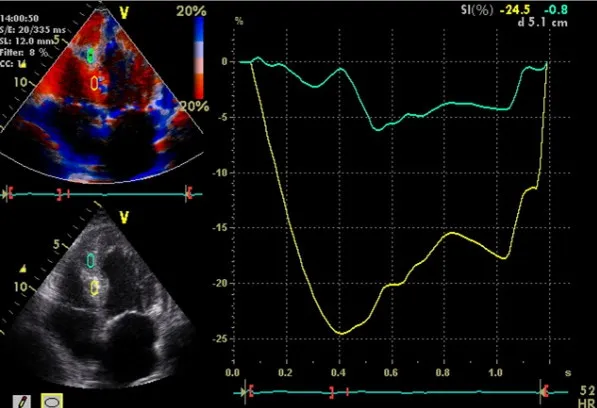 14:00:50
S/E: 20/335 ms
SL: 12.0 mm
Filter: 8 %
CC:
V
20%
20%
5
10
V
5
10
%
SI(%) -24.5 -0.8
d 5.1 cm
0
-5
-10
-15
-20
-25
0.0 0.2 0.4 0.6 0.8 1.0 s
52
HR